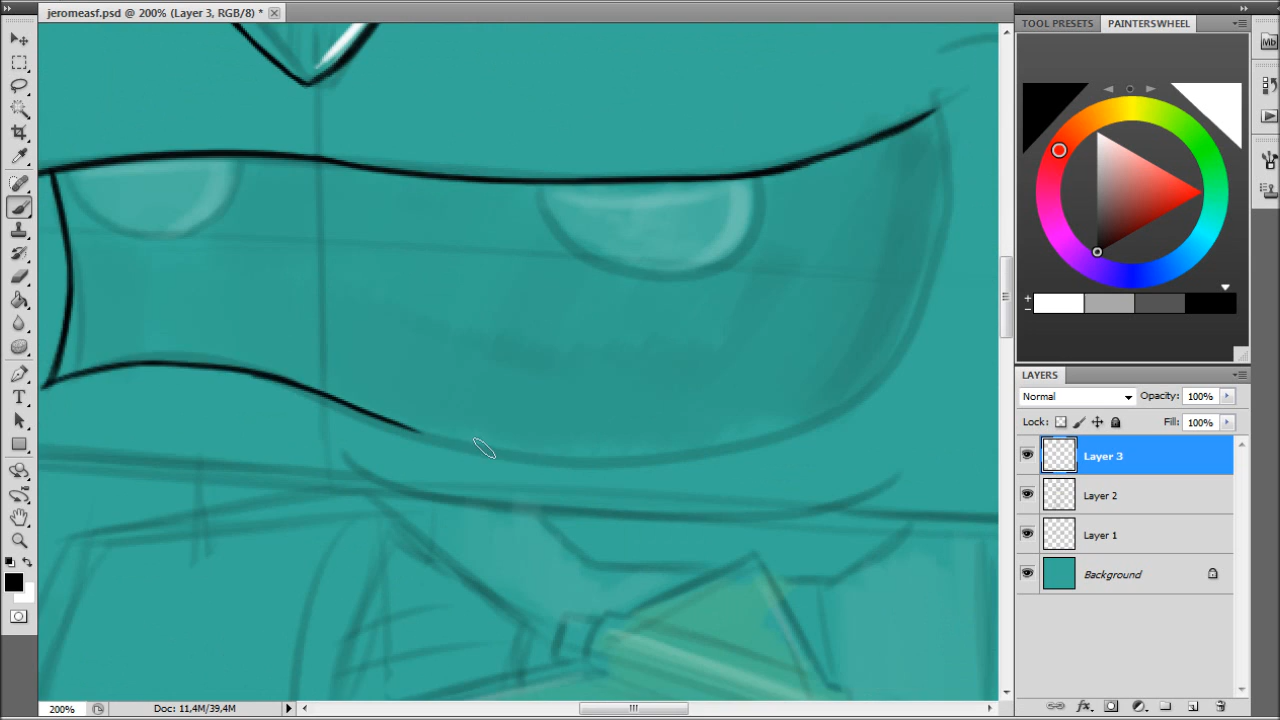 jeromeasf.psd @ 200% (Layer 3, RGB/8) *
TOOL PRESETS
PAINTERSWHEEL
Mb
LAYERS
Normal
Opacity: 100%
Lock:
Fill: 100%
Layer 3
Layer 2
Layer 1
Background
T
200%
Doc: 11,4M/39,4M